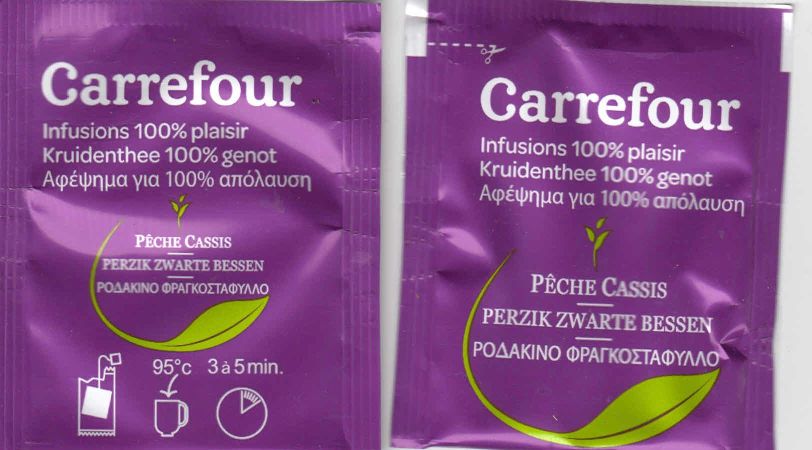 Carrefour
Infusions 100% plaisir
Kruidenthee 100% genot
Αφέψημα για 100% απόλαυση
PÊCHE CASSIS
PERZIK ZWARTE BESSEN
ΡΟΔΑΚΙΝΟ ΦΡΑΓΚΟΣΤΑΦΥΛΛΟ
95°c 3 à 5 min.
Carrefour
Infusions 100% plaisir
Kruidenthee 100% genot
Αφέψημα για 100% απόλαυση
PÊCHE CASSIS
PERZIK ZWARTE BESSEN
ΡΟΔΑΚΙΝΟ ΦΡΑΓΚΟΣΤΑΦΥΛΛΟ